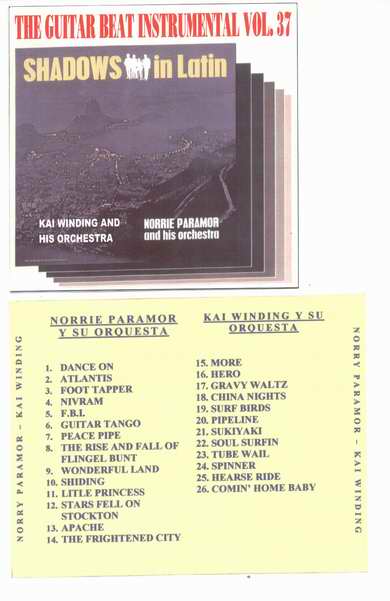 THE GUITAR BEAT INSTRUMENTAL VOL. 37
SHADOWS in Latin
KAI WINDING AND
HIS ORCHESTRA
NORRIE PARAMOR
and his orchestra
NORRY PARAMOR – KAI WINDING
NORRIE PARAMOR
Y SU ORQUESTA
1. DANCE ON
2. ATLANTIS
3. FOOT TAPPER
4. NIVRAM
5. F.B.I.
6. GUITAR TANGO
7. PEACE PIPE
8. THE RISE AND FALL OF
FLINGEL BUNT
9. WONDERFUL LAND
10. SHIDING
11. LITLE PRINCESS
12. STARS FELL ON
STOCKTON
13. APACHE
14. THE FRIGHTENED CITY
KAI WINDING Y SU
ORQUESTA
15. MORE
16. HERO
17. GRAVY WALTZ
18. CHINA NIGHTS
19. SURF BIRDS
20. PIPELINE
21. SUKIYAKI
22. SOUL SURFIN
23. TUBE WAIL
24. SPINNER
25. HEARSE RIDE
26. COMIN' HOME BABY
NORRY PARAMOR – KAI WINDING